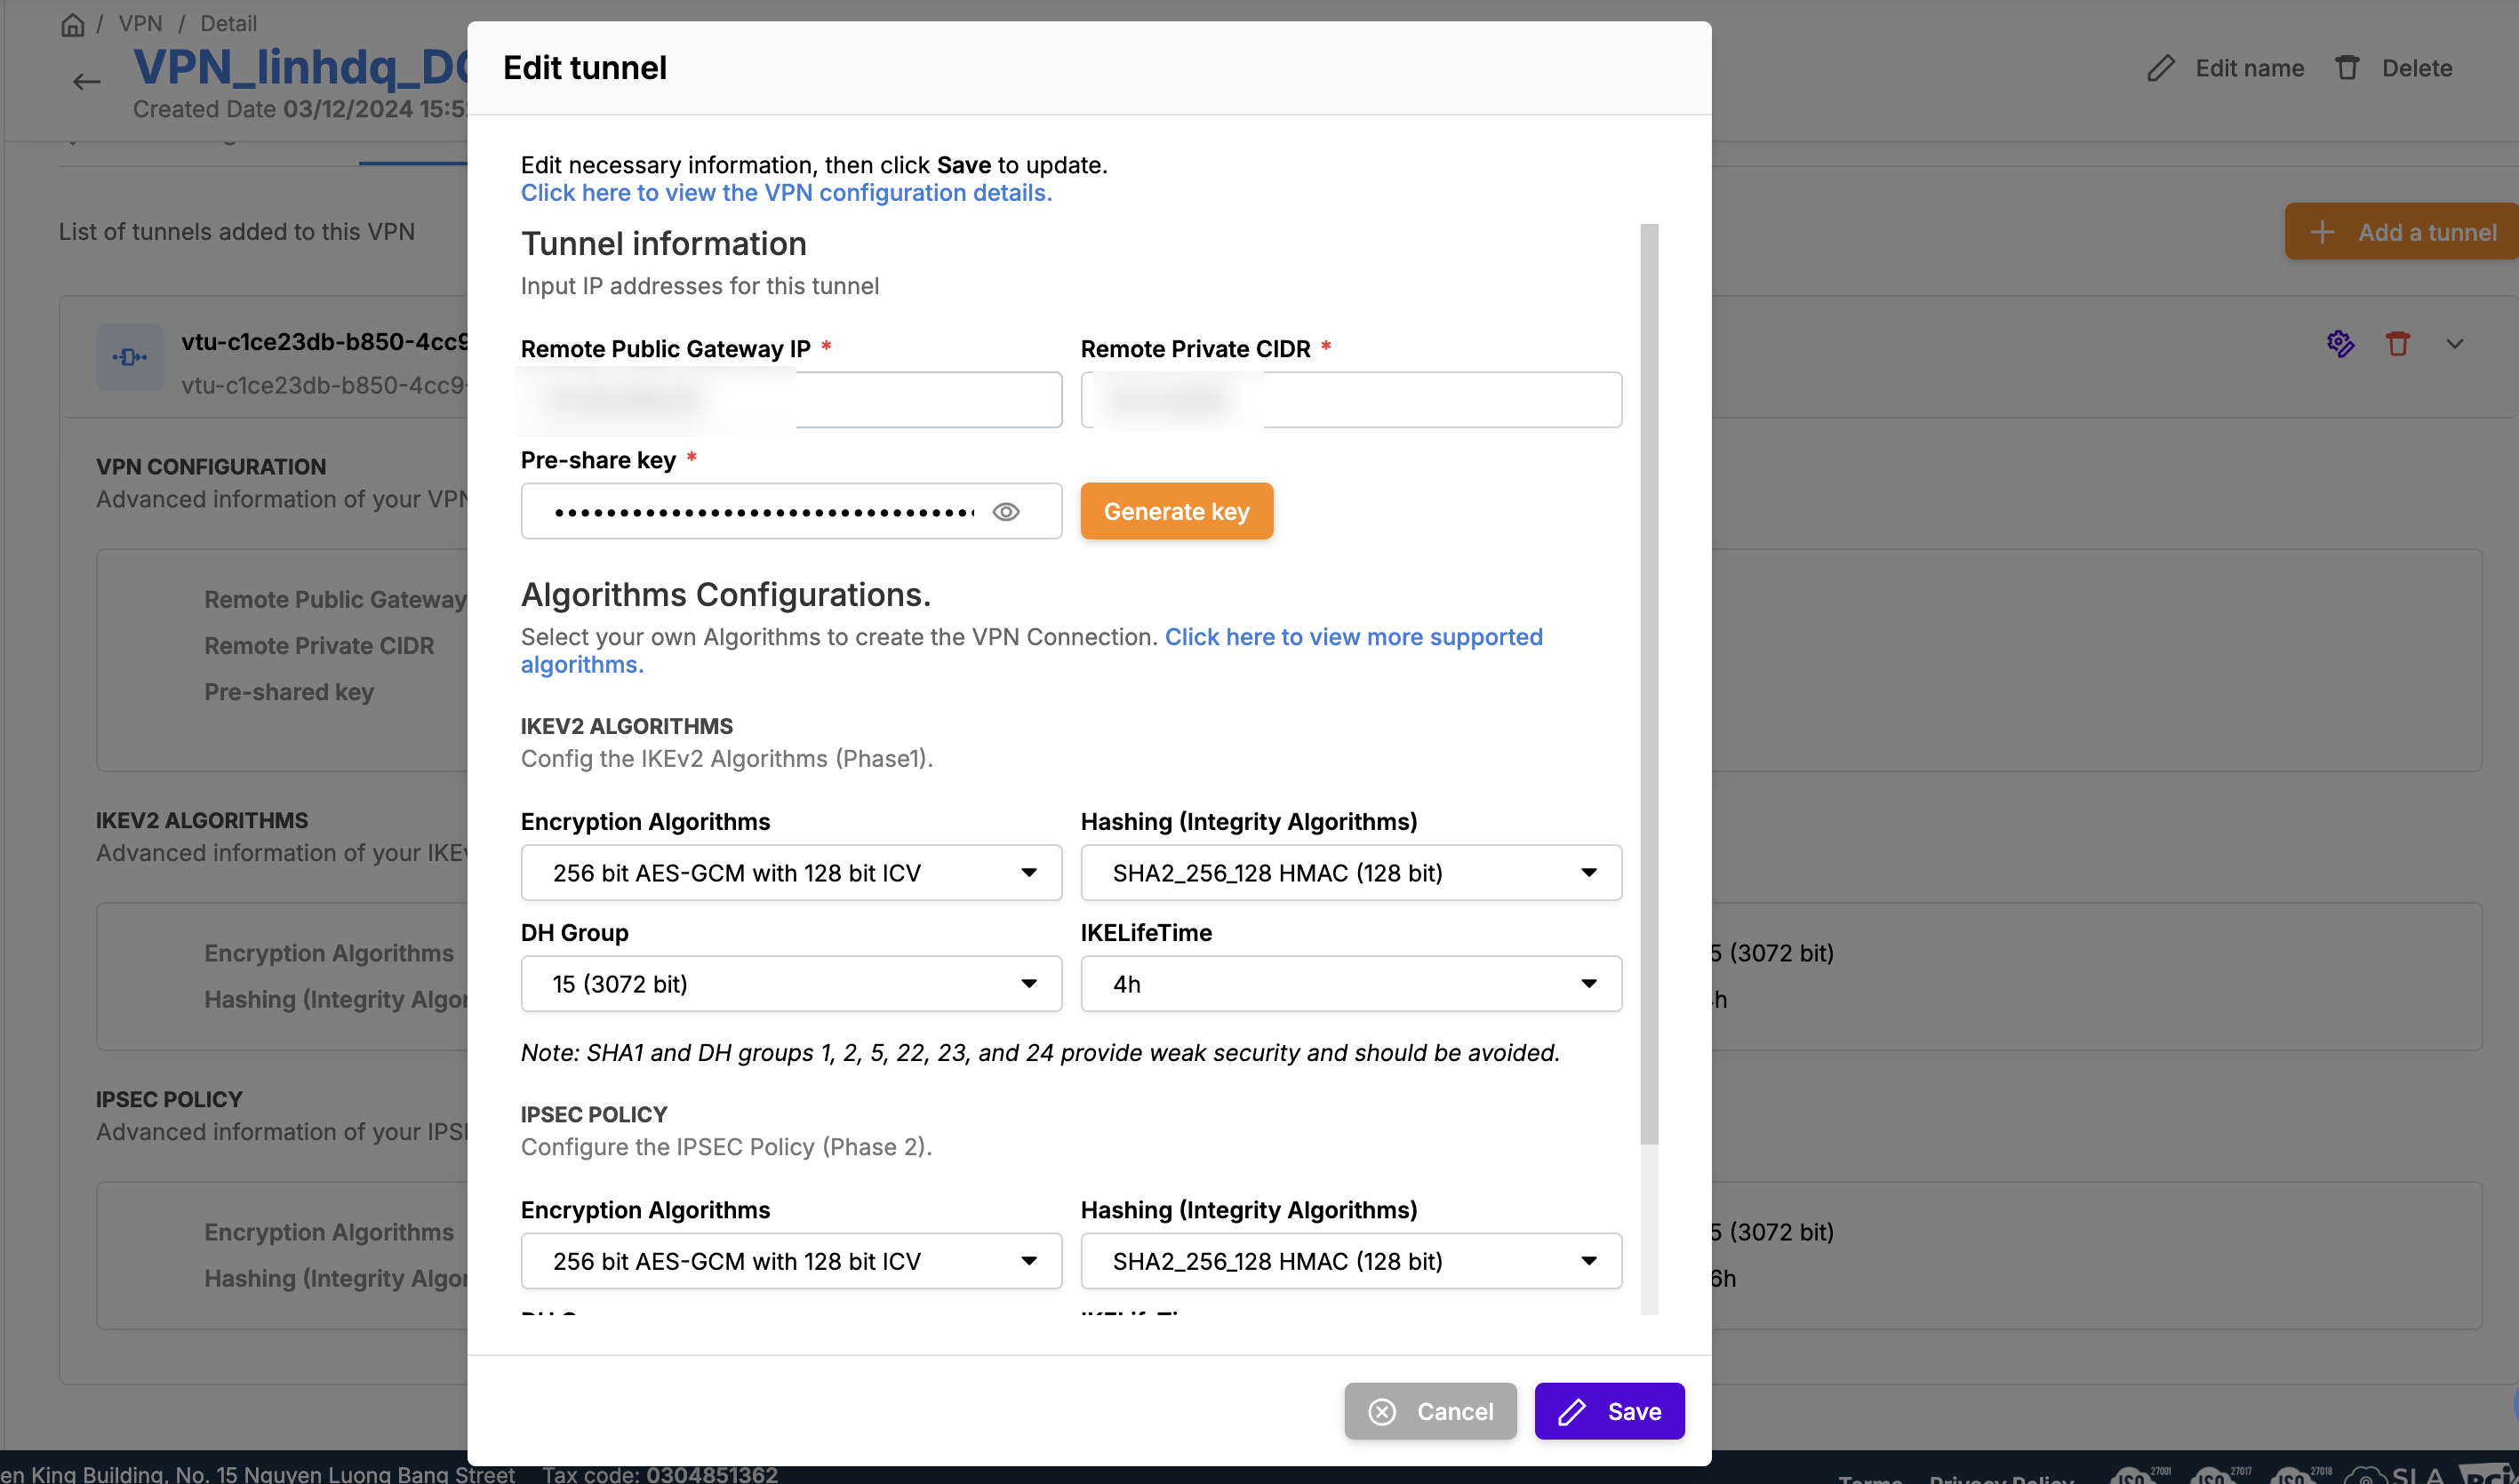 / VPN / Detail
VPN_linhdq_DC
Created Date 03/12/2024 15:5
Edit name
Delete
List of tunnels added to this VPN
Add a tunnel
vtu-c1ce23db-b850-4cc9
vtu-c1ce23db-b850-4cc9-
VPN CONFIGURATION
Advanced information of your VPN
Remote Public Gateway
Remote Private CIDR
Pre-shared key
IKEV2 ALGORITHMS
Advanced information of your IKEv
Encryption Algorithms
5 (3072 bit)
Hashing (Integrity Algor
h
IPSEC POLICY
Advanced information of your IPSE
Encryption Algorithms
5 (3072 bit)
Hashing (Integrity Algor
6h
Edit tunnel
Edit necessary information, then click Save to update.
Click here to view the VPN configuration details.
Tunnel information
Input IP addresses for this tunnel
Remote Public Gateway IP *
Remote Private CIDR *
Pre-share key *
Generate key
Algorithms Configurations.
Select your own Algorithms to create the VPN Connection. Click here to view more supported
algorithms.
IKEV2 ALGORITHMS
Config the IKEv2 Algorithms (Phase1).
Encryption Algorithms
Hashing (Integrity Algorithms)
256 bit AES-GCM with 128 bit ICV
SHA2_256_128 HMAC (128 bit)
DH Group
IKELifeTime
15 (3072 bit)
4h
Note: SHA1 and DH groups 1, 2, 5, 22, 23, and 24 provide weak security and should be avoided.
IPSEC POLICY
Configure the IPSEC Policy (Phase 2).
Encryption Algorithms
Hashing (Integrity Algorithms)
256 bit AES-GCM with 128 bit ICV
SHA2_256_128 HMAC (128 bit)
Cancel
Save
en King Building, No. 15 Nguyen Luong Bang Street
Tax code: 0304851362
Terms
Privacy Policy
ISO 27001
ISO 27017
ISO 27018
SLA